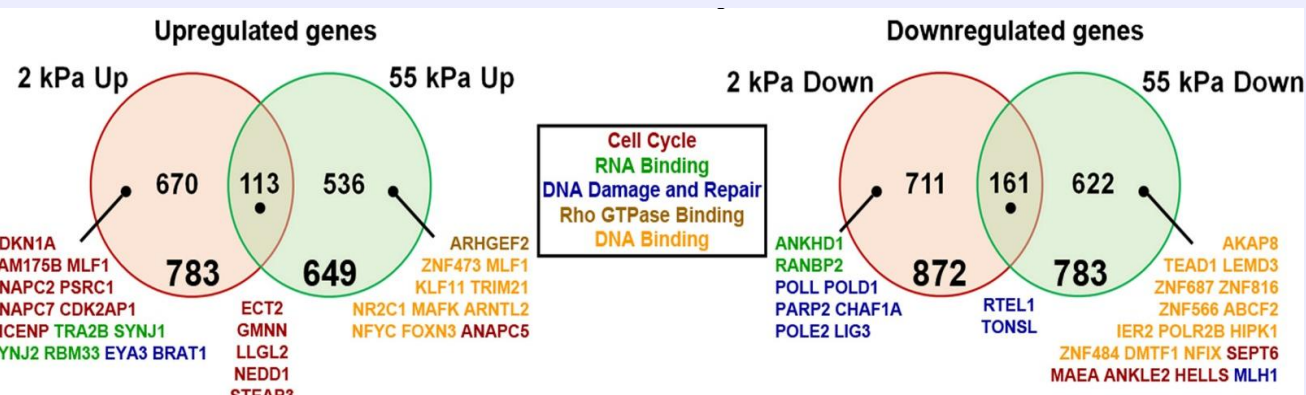 Upregulated genes
2 kPa Up
55 kPa Up
670
113
536
783
649
DKN1A
AM175B MLF1
NAPC2 PSRC1
NAPC7 CDK2AP1
ICENP TRA2B SYNJ1
YNJ2 RBM33 EYA3 BRAT1
ECT2
GMNN
LLGL2
NEDD1
STEAP3
ARHGEF2
ZNF473 MLF1
KLF11 TRIM21
NR2C1 MAFK ARNTL2
NFYC FOXN3 ANAPC5
Cell Cycle
RNA Binding
DNA Damage and Repair
Rho GTPase Binding
DNA Binding
Downregulated genes
2 kPa Down
55 kPa Down
711
161
622
872
783
ANKHD1
RANBP2
POLL POLD1
PARP2 CHAF1A
POLE2 LIG3
RTEL1
TONSL
AKAP8
TEAD1 LEMD3
ZNF687 ZNF816
ZNF566 ABCF2
IER2 POLR2B HIPK1
ZNF484 DMTF1 NFIX SEPT6
MAEA ANKLE2 HELLS MLH1